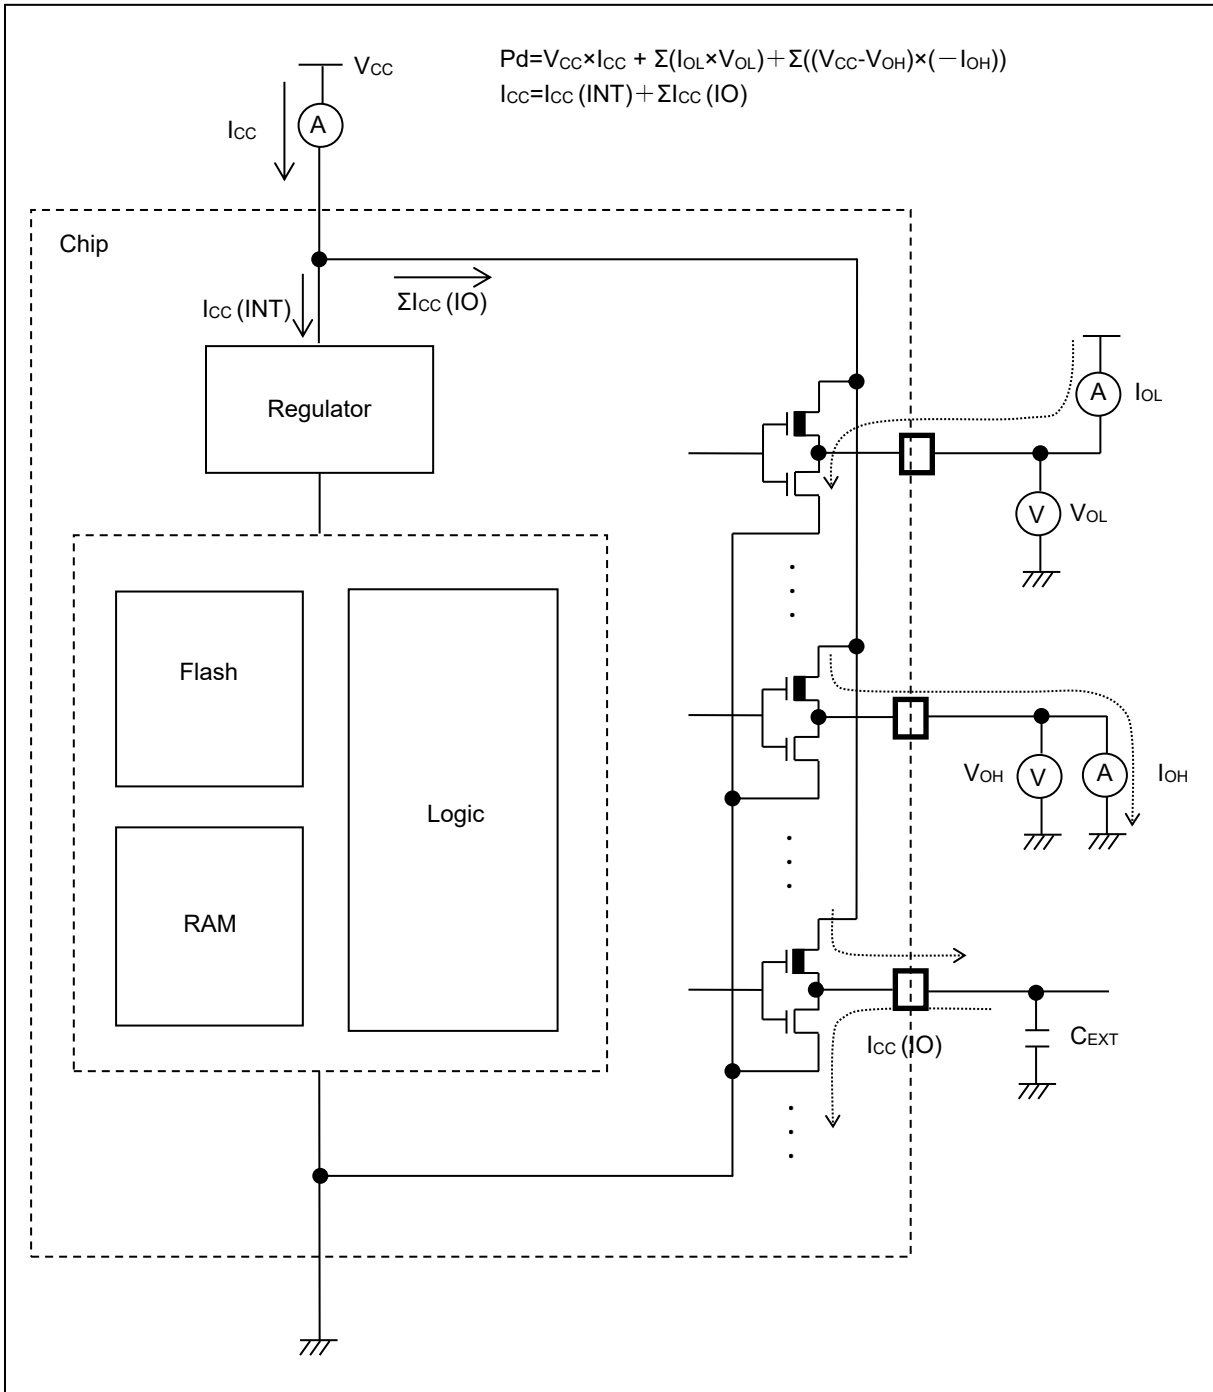 Pd=VCC×ICC + Σ(IOL×VOL)＋Σ((VCC-VOH)×(－IOH))
ICC=ICC (INT)＋ΣICC (IO)
VCC
A
ICC
Chip
ICC (INT)
ΣICC (IO)
Regulator
A
IOL
V
VOL
Flash
Logic
RAM
VOH
V
A
IOH
ICC (IO)
CEXT